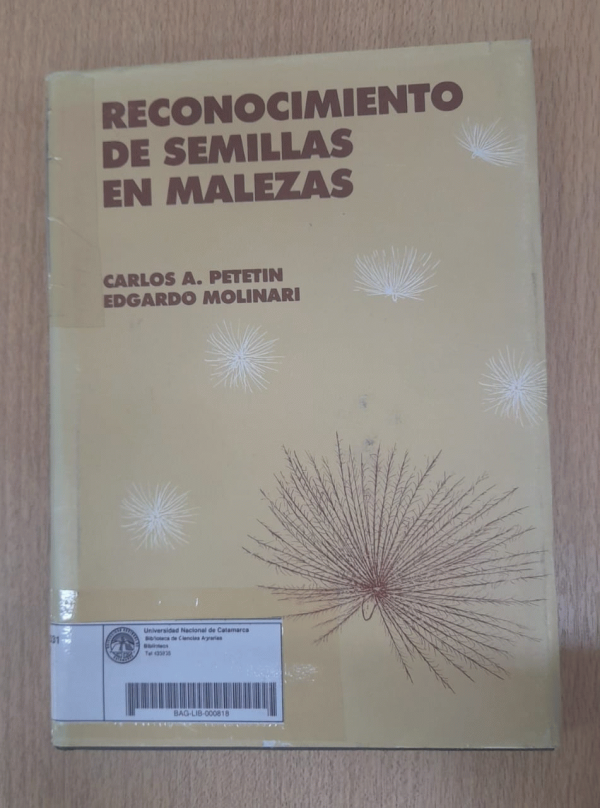 RECONOCIMIENTO
DE SEMILLAS
EN MALEZAS
CARLOS A. PETETIN
EDGARDO MOLINARI
Universidad Nacional de Catamarca
Biblioteca de Ciencias Agrarias
Biblioteca
BAG-LIB-000818